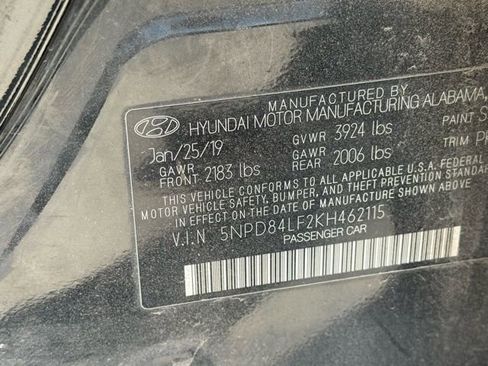 MANUFACTURED BY
HYUNDAI MOTOR MANUFACTURING ALABAMA,
Jan/25/19 GVWR 3924 lbs PAINT
GAWR FRONT 2183 lbs GAWR REAR 2006 lbs TRIM
THIS VEHICLE CONFORMS TO ALL APPLICABLE U.S.A. FEDERAL
MOTOR VEHICLE SAFETY, BUMPER, AND THEFT PREVENTION STANDARDS
IN EFFECT ON THE DATE OF MANUFACTURE SHOWN ABOVE.
V.I.N 5NPD84LF2KH462115
PASSENGER CAR